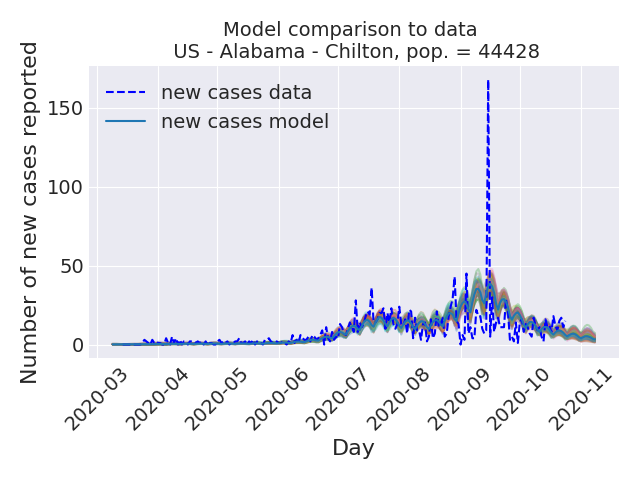 Model comparison to data
US - Alabama - Chilton, pop. = 44428
Number of new cases reported
150
100
50
0
new cases data
new cases model
2020-03
2020-04
2020-05
2020-06
2020-07
2020-08
2020-09
2020-10
2020-11
Day